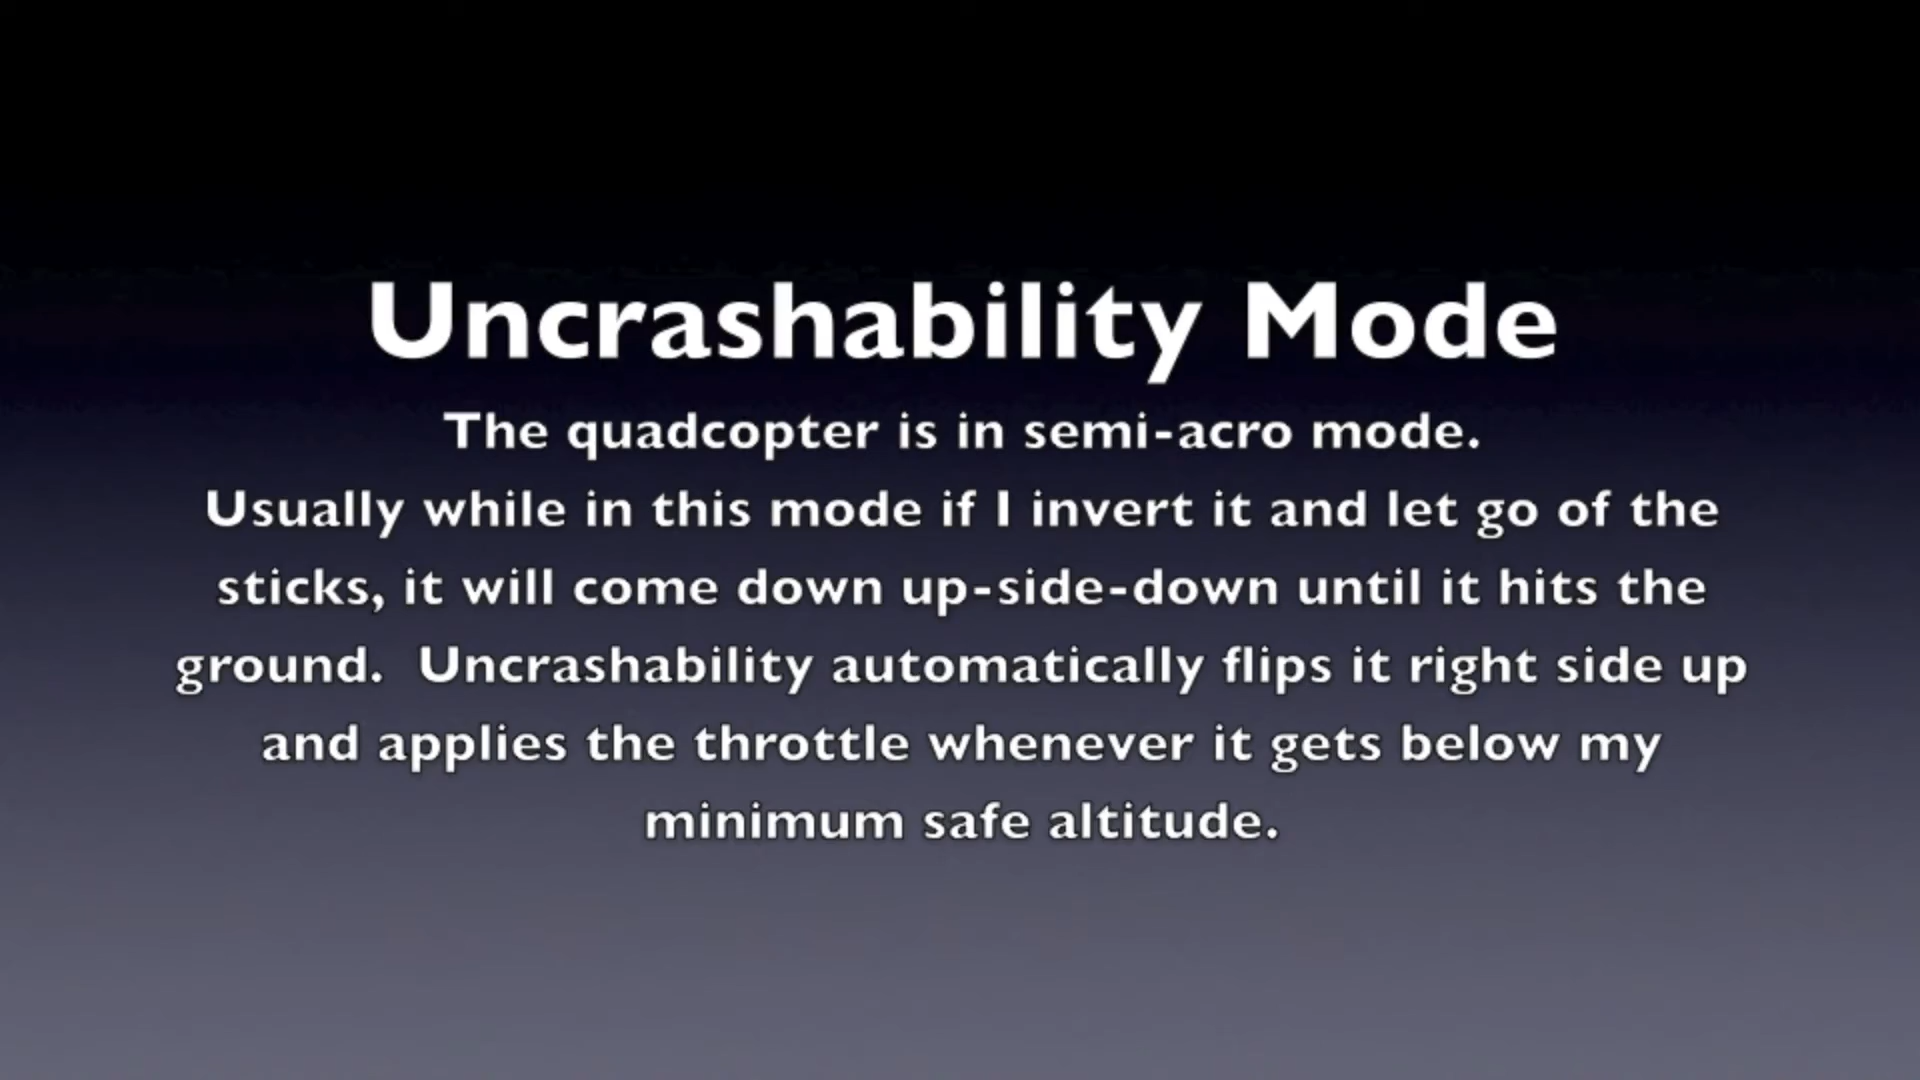 Uncrashability Mode
The quadcopter is in semi-acro mode.
Usually while in this mode if I invert it and let go of the
sticks, it will come down up-side-down until it hits the
ground.  Uncrashability automatically flips it right side up
and applies the throttle whenever it gets below my
minimum safe altitude.